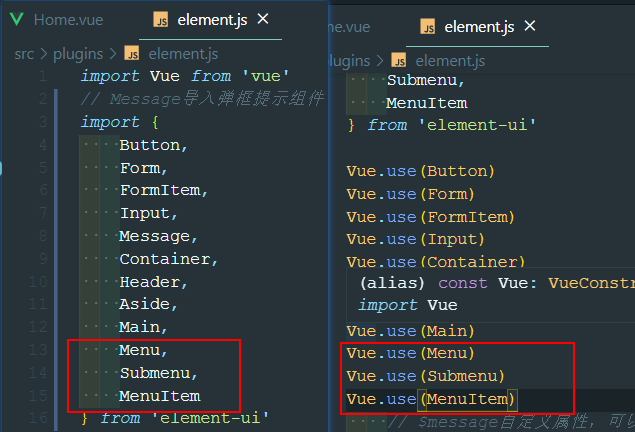 Home.vue
JS element.js ×
src > plugins > JS element.js
1 import Vue from 'vue'
2 // Message导入弹框提示组件
3 import {
4 Button,
5 Form,
6 FormItem,
7 Input,
8 Message,
9 Container,
10 Header,
11 Aside,
12 Main,
13 Menu,
14 Submenu,
15 MenuItem
16 } from 'element-ui'
me.vue
JS element.js ×
plugins > JS element.js
Submenu,
MenuItem
} from 'element-ui'
Vue.use(Button)
Vue.use(Form)
Vue.use(FormItem)
Vue.use(Input)
Vue.use(Container)
(alias) const Vue: VueConstr
import Vue
Vue.use(Main)
Vue.use(Menu)
Vue.use(Submenu)
Vue.use(MenuItem)
// $message自定义属性，可以